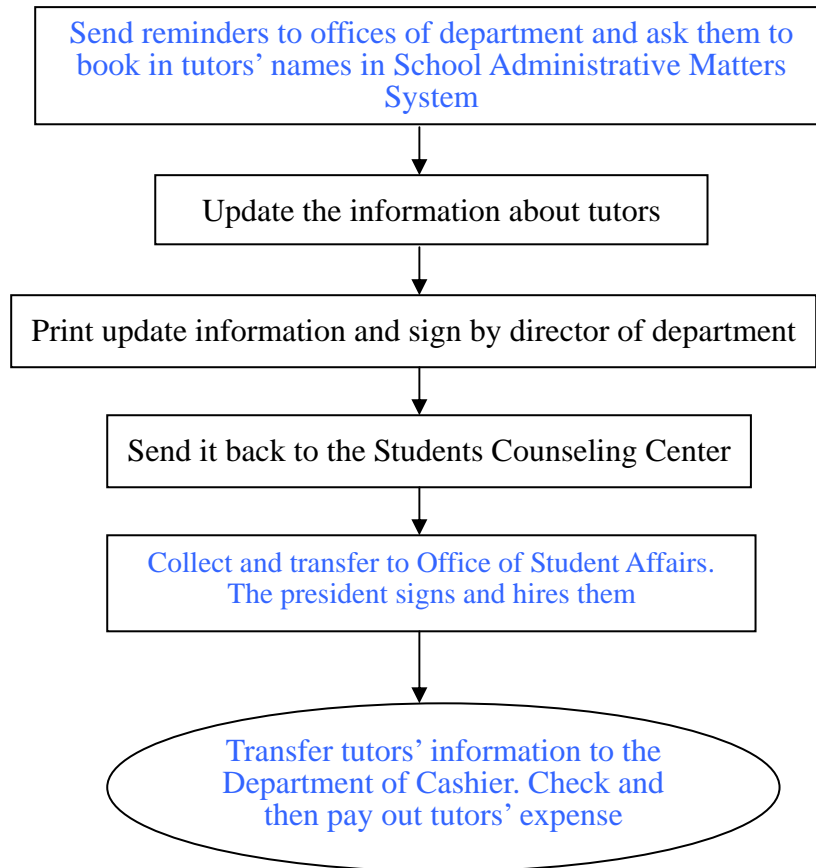 Send reminders to offices of department and ask them to
book in tutors’ names in School Administrative Matters
System
Update the information about tutors
Print update information and sign by director of department
Send it back to the Students Counseling Center
Collect and transfer to Office of Student Affairs.
The president signs and hires them
Transfer tutors’ information to the
Department of Cashier. Check and
then pay out tutors’ expense